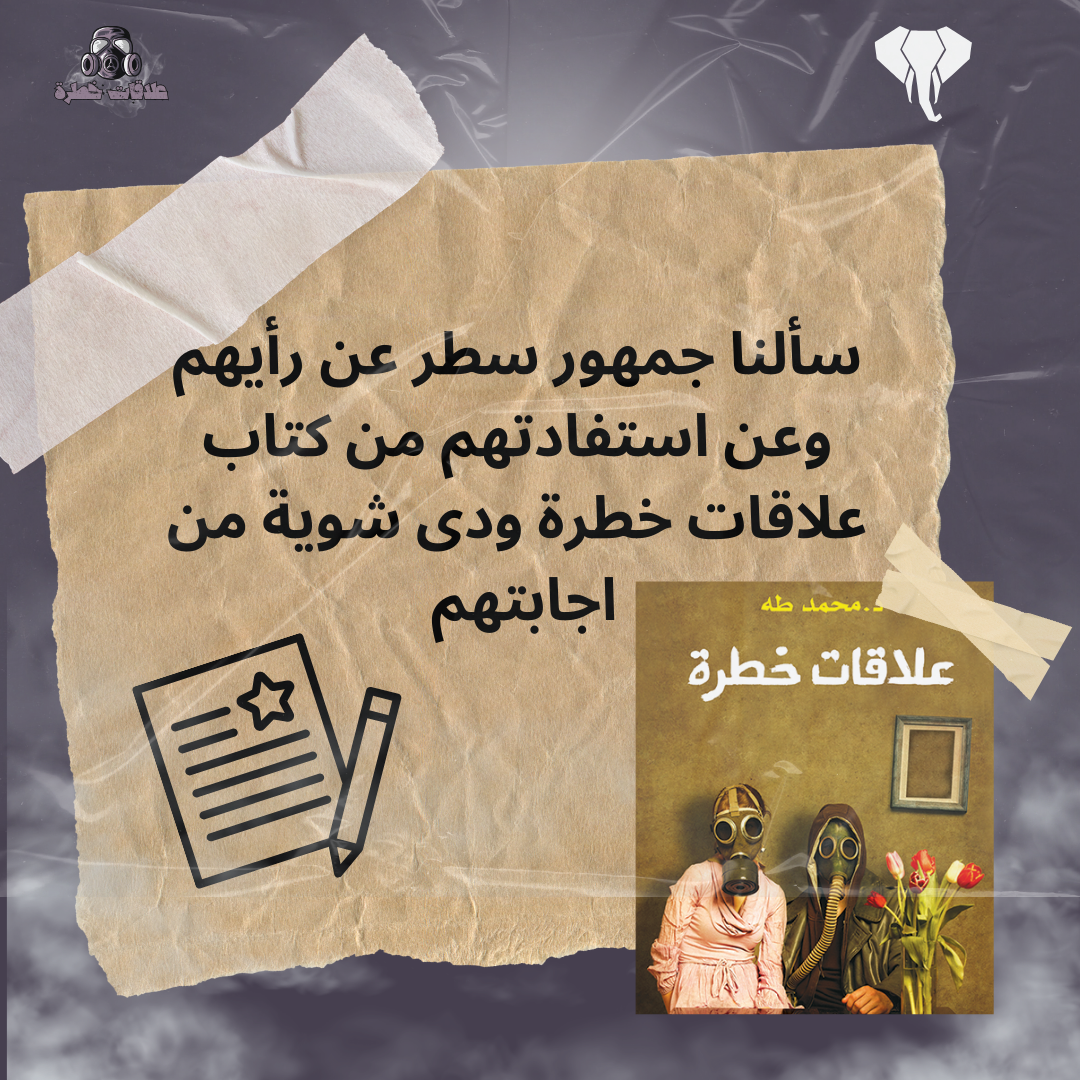 علاقات خطرة
سألنا جمهور سطر عن رأيهم
وعن استفادتهم من كتاب
علاقات خطرة ودى شوية من
اجابتهم
د.محمد طه
علاقات خطرة